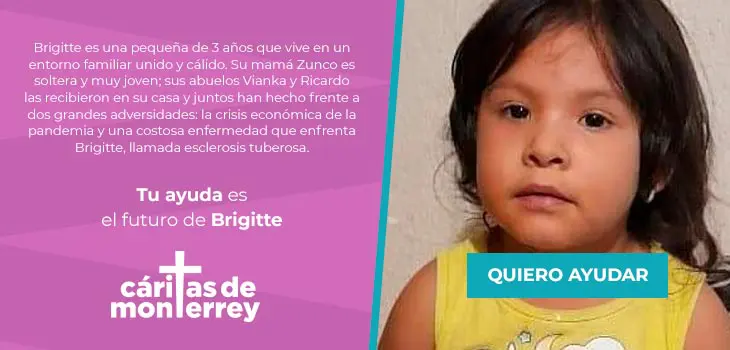 Brigitte es una pequeña de 3 años que vive en un
entorno familiar unido y cálido. Su mamá Zunco es
soltera y muy joven; sus abuelos Vianka y Ricardo
las recibieron en su casa y juntos han hecho frente a
dos grandes adversidades: la crisis económica de la
pandemia y una costosa enfermedad que enfrenta
Brigitte, llamada esclerosis tuberosa.
Tu ayuda es
el futuro de Brigitte
cáritas de
monterrey
QUIERO AYUDAR